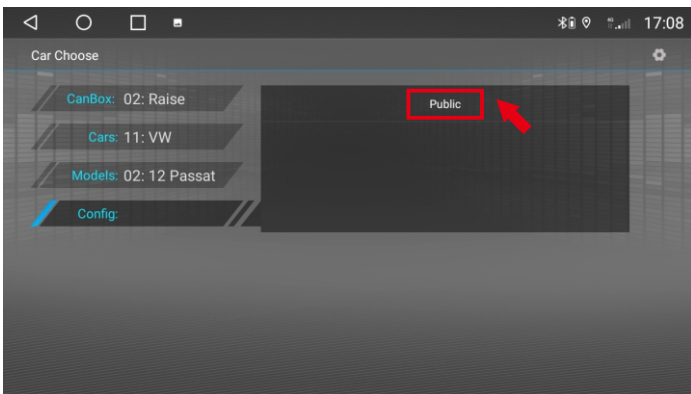 17:08
Car Choose
CanBox: 02: Raise
Public
Cars: 11: VW
Models: 02: 12 Passat
Config: